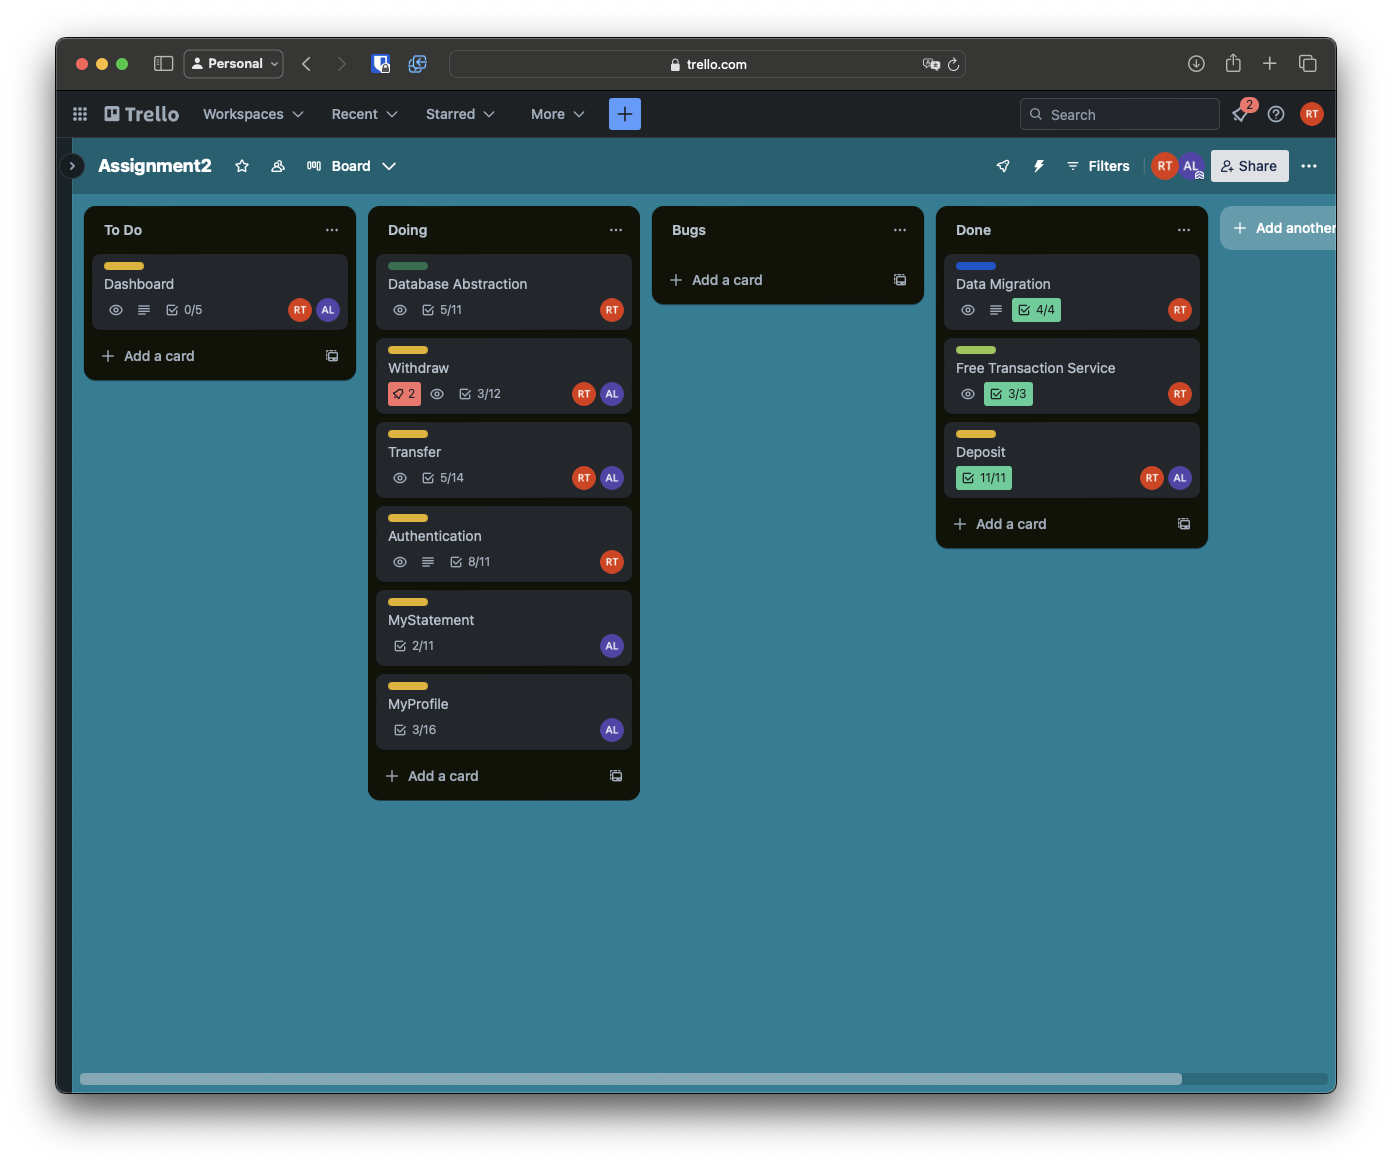 Personal
trello.com
Trello
Workspaces
Recent
Starred
More
Search
2
RT
Assignment2
Board
Filters
RT
AL
Share
To Do
Dashboard
0/5
RT
AL
Add a card
Doing
Database Abstraction
5/11
RT
Withdraw
2
3/12
RT
AL
Transfer
5/14
RT
AL
Authentication
8/11
RT
MyStatement
2/11
AL
MyProfile
3/16
AL
Add a card
Bugs
Add a card
Done
Data Migration
4/4
RT
Free Transaction Service
3/3
RT
Deposit
11/11
RT
AL
Add a card
Add another